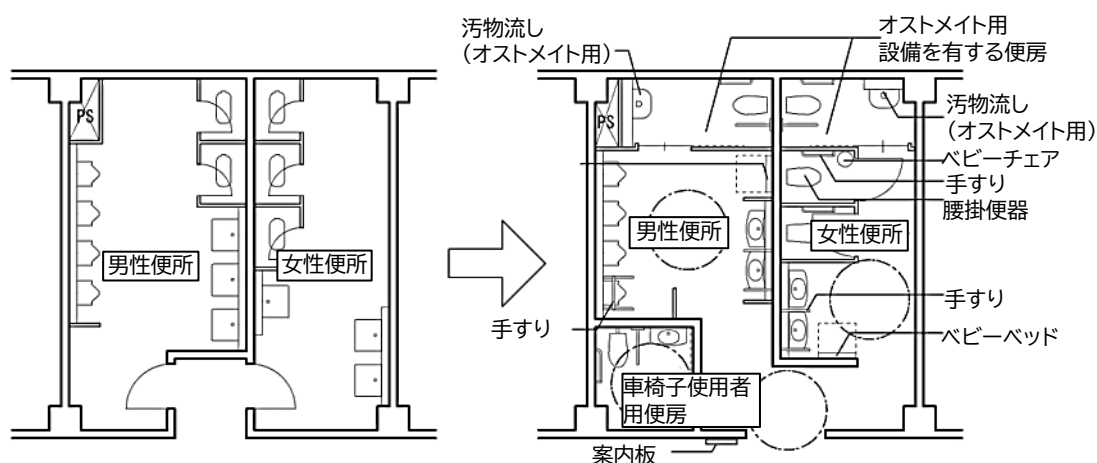 PS
男性便所
女性便所
汚物流し
（オストメイト用）
オストメイト用
設備を有する便房
PS
汚物流し
（オストメイト用）
ベビーチェア
手すり
腰掛便器
男性便所
女性便所
手すり
手すり
ベビーベッド
車椅子使用者
用便房
案内板